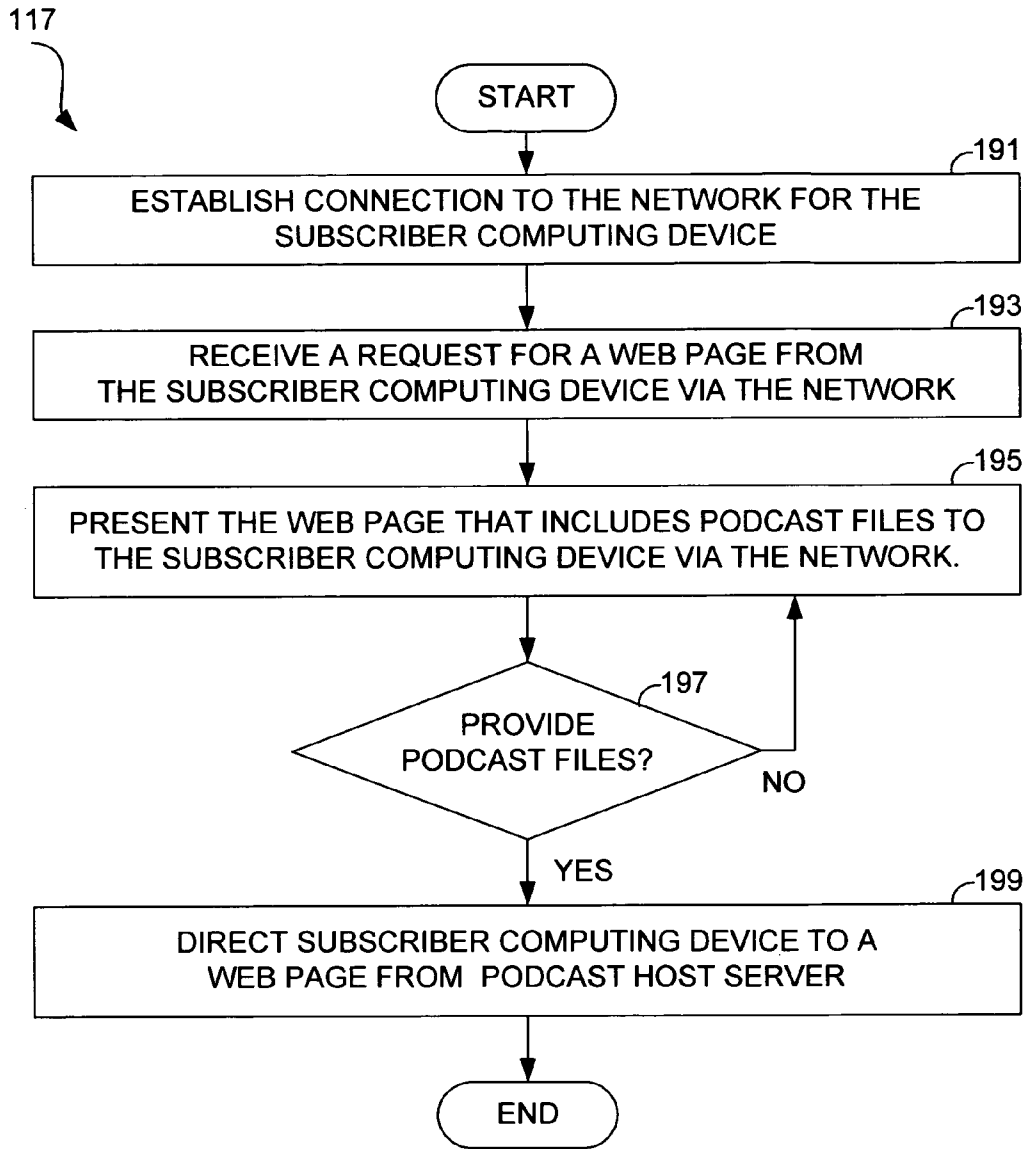 117
START
191
ESTABLISH CONNECTION TO THE NETWORK FOR THE
SUBSCRIBER COMPUTING DEVICE
193
RECEIVE A REQUEST FOR A WEB PAGE FROM
THE SUBSCRIBER COMPUTING DEVICE VIA THE NETWORK
195
PRESENT THE WEB PAGE THAT INCLUDES PODCAST FILES TO
THE SUBSCRIBER COMPUTING DEVICE VIA THE NETWORK.
197
PROVIDE
PODCAST FILES?
NO
YES
199
DIRECT SUBSCRIBER COMPUTING DEVICE TO A
WEB PAGE FROM PODCAST HOST SERVER
END